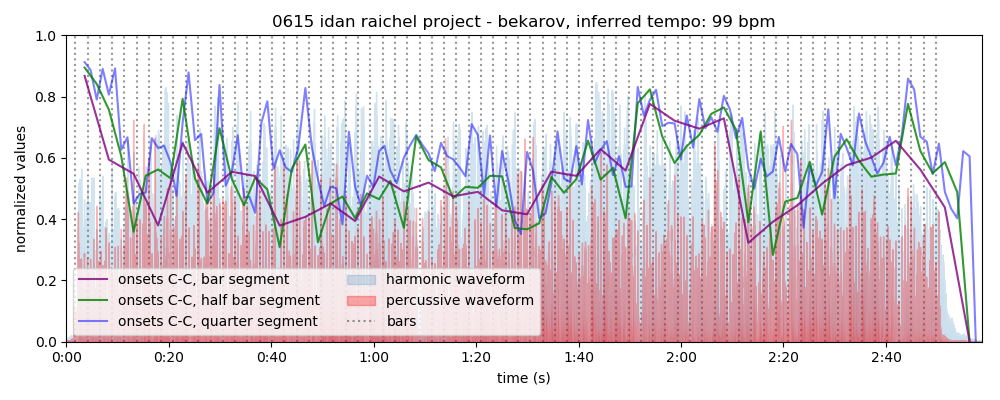 0615 idan raichel project - bekarov, inferred tempo: 99 bpm
normalized values
1.0
0.8
0.6
0.4
0.2
0.0
onsets C-C, bar segment
onsets C-C, half bar segment
onsets C-C, quarter segment
harmonic waveform
percussive waveform
bars
0:00 0:20 0:40 1:00 1:20 1:40 2:00 2:20 2:40
time (s)